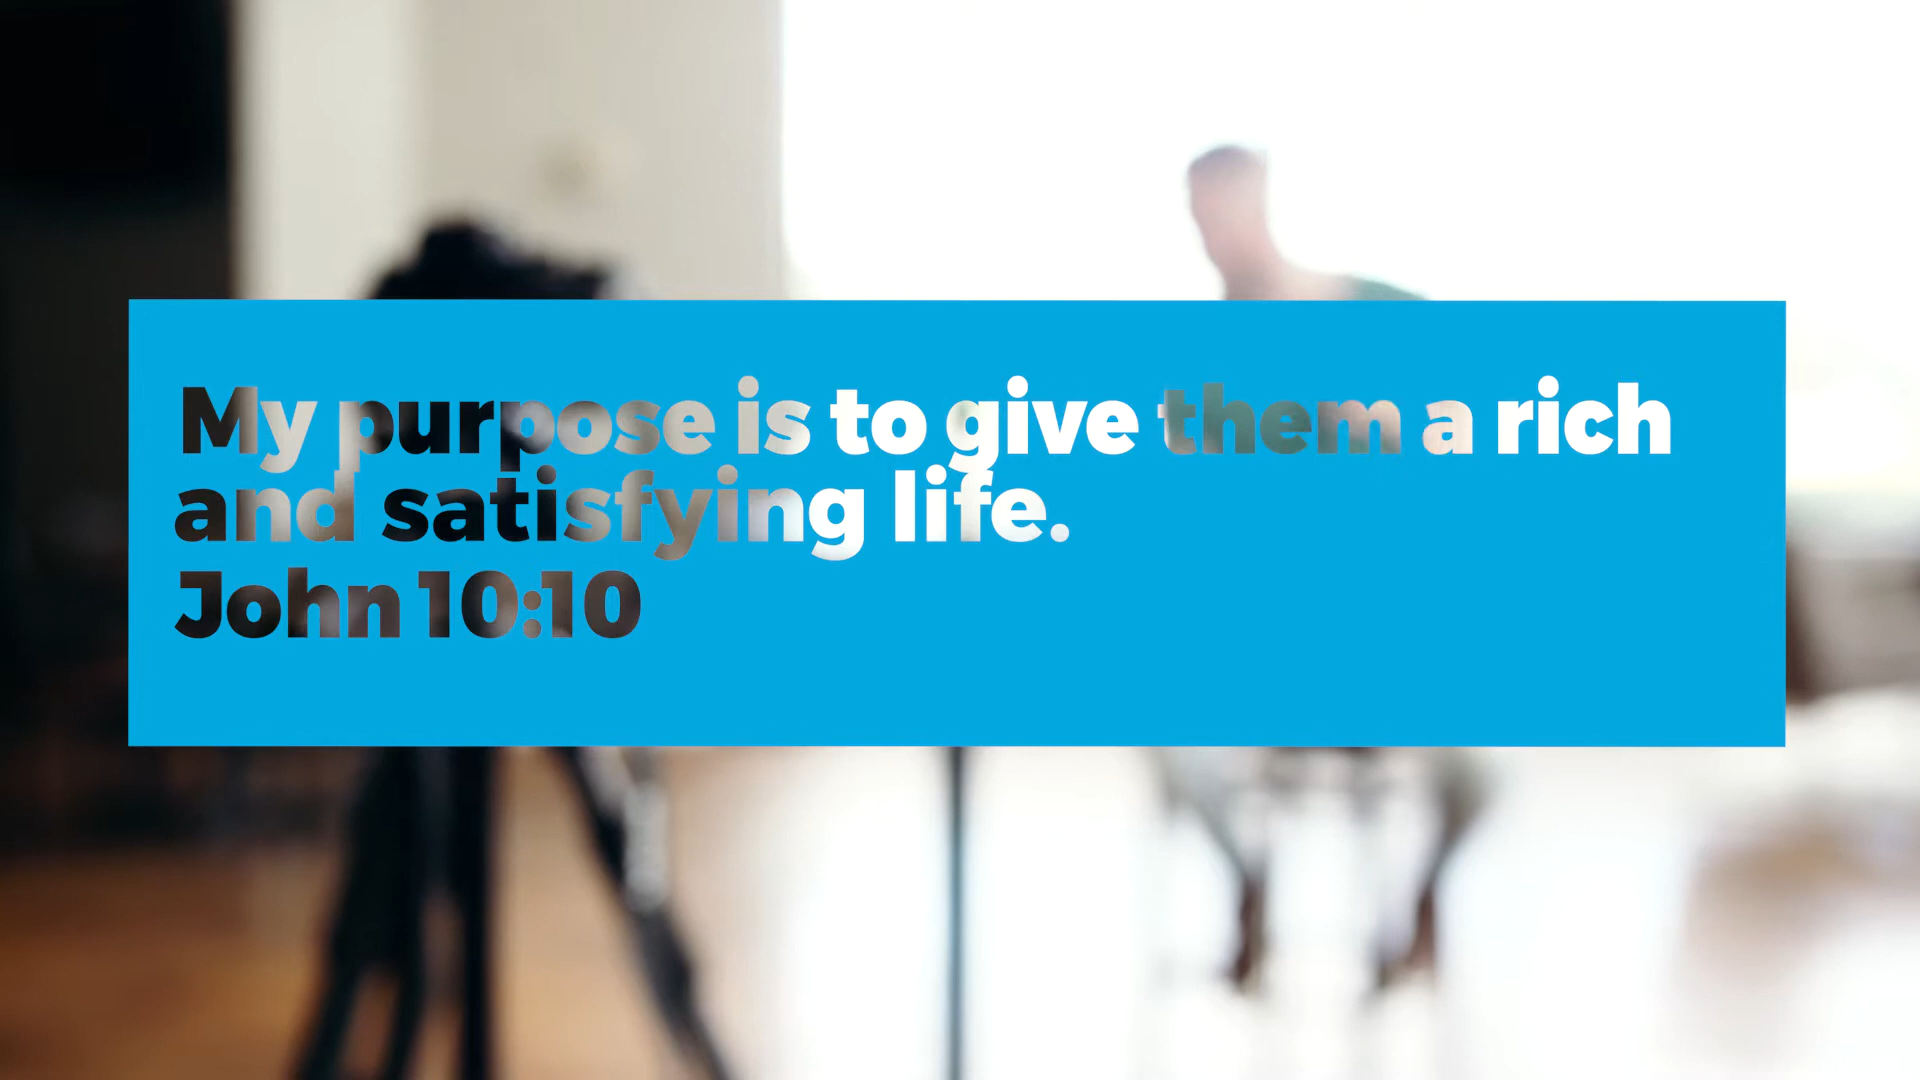 My purpose is to give them a rich
and satisfying life.
John 10:10